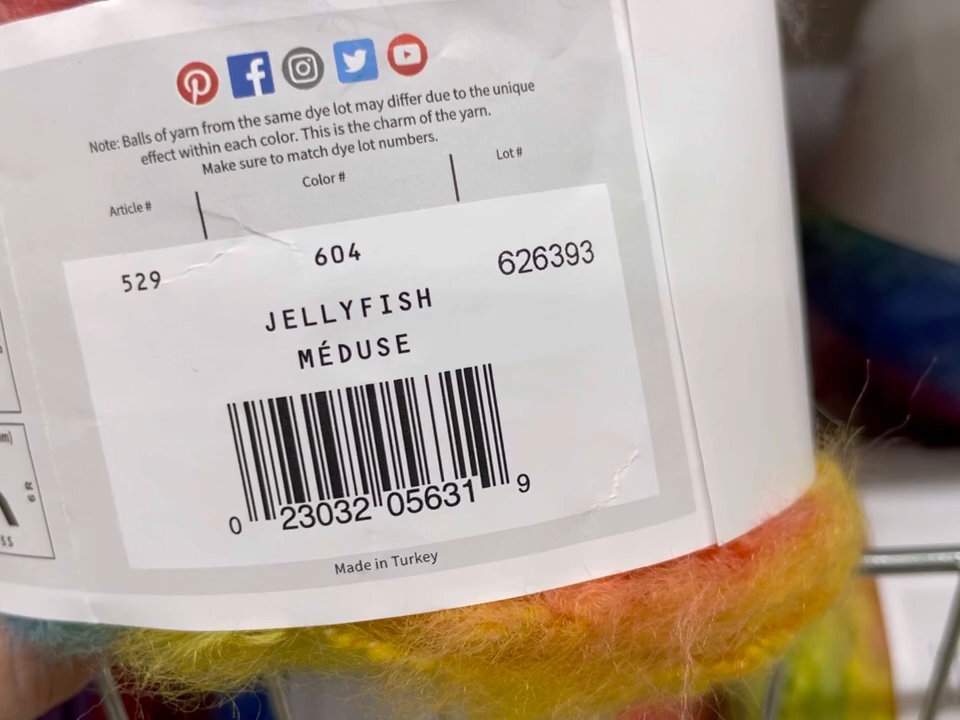 Note: Balls of yarn from the same dye lot may differ due to the unique
effect within each color. This is the charm of the yarn.
Make sure to match dye lot numbers.
Article # Color # Lot #
529 604 626393
JELLYFISH
MÉDUSE
0 23032 05631 9
Made in Turkey
6R